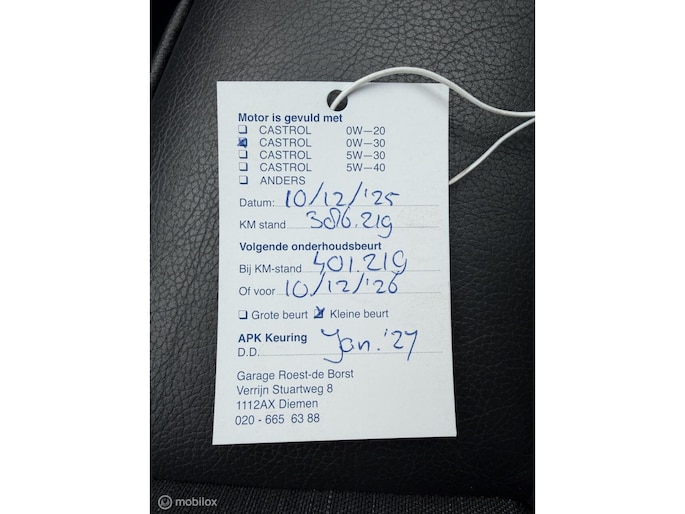 Motor is gevuld met
☐ CASTROL 0W—20
☒ CASTROL 0W—30
☐ CASTROL 5W—30
☐ CASTROL 5W—40
☐ ANDERS
Datum: 10/12/'25
KM stand 386.219
Volgende onderhoudsbeurt
Bij KM-stand 401.219
Of voor 10/12/'26
☐ Grote beurt ☒ Kleine beurt
APK Keuring
D.D. Jan. '27
Garage Roest-de Borst
Verrijn Stuartweg 8
1112AX Diemen
020 - 665 63 88
mobilox